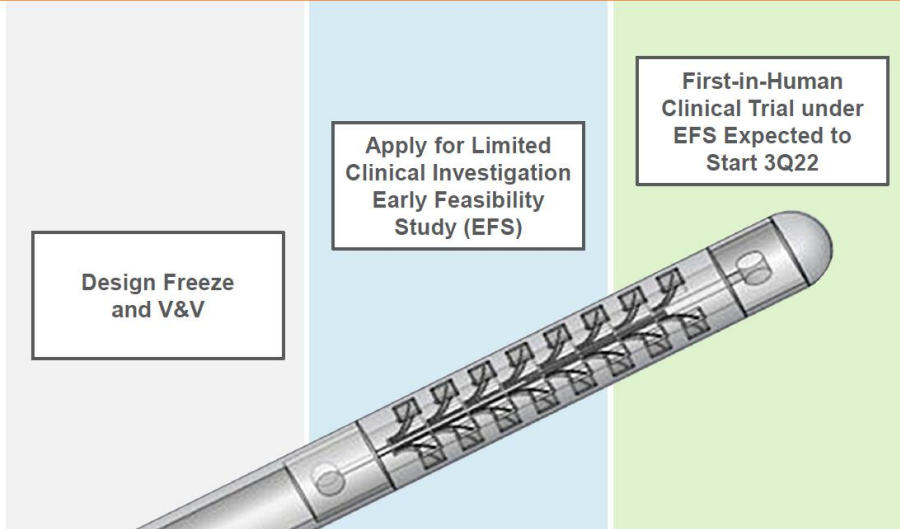 Design Freeze
and V&V
Apply for Limited
Clinical Investigation
Early Feasibility
Study (EFS)
First-in-Human
Clinical Trial under
EFS Expected to
Start 3Q22